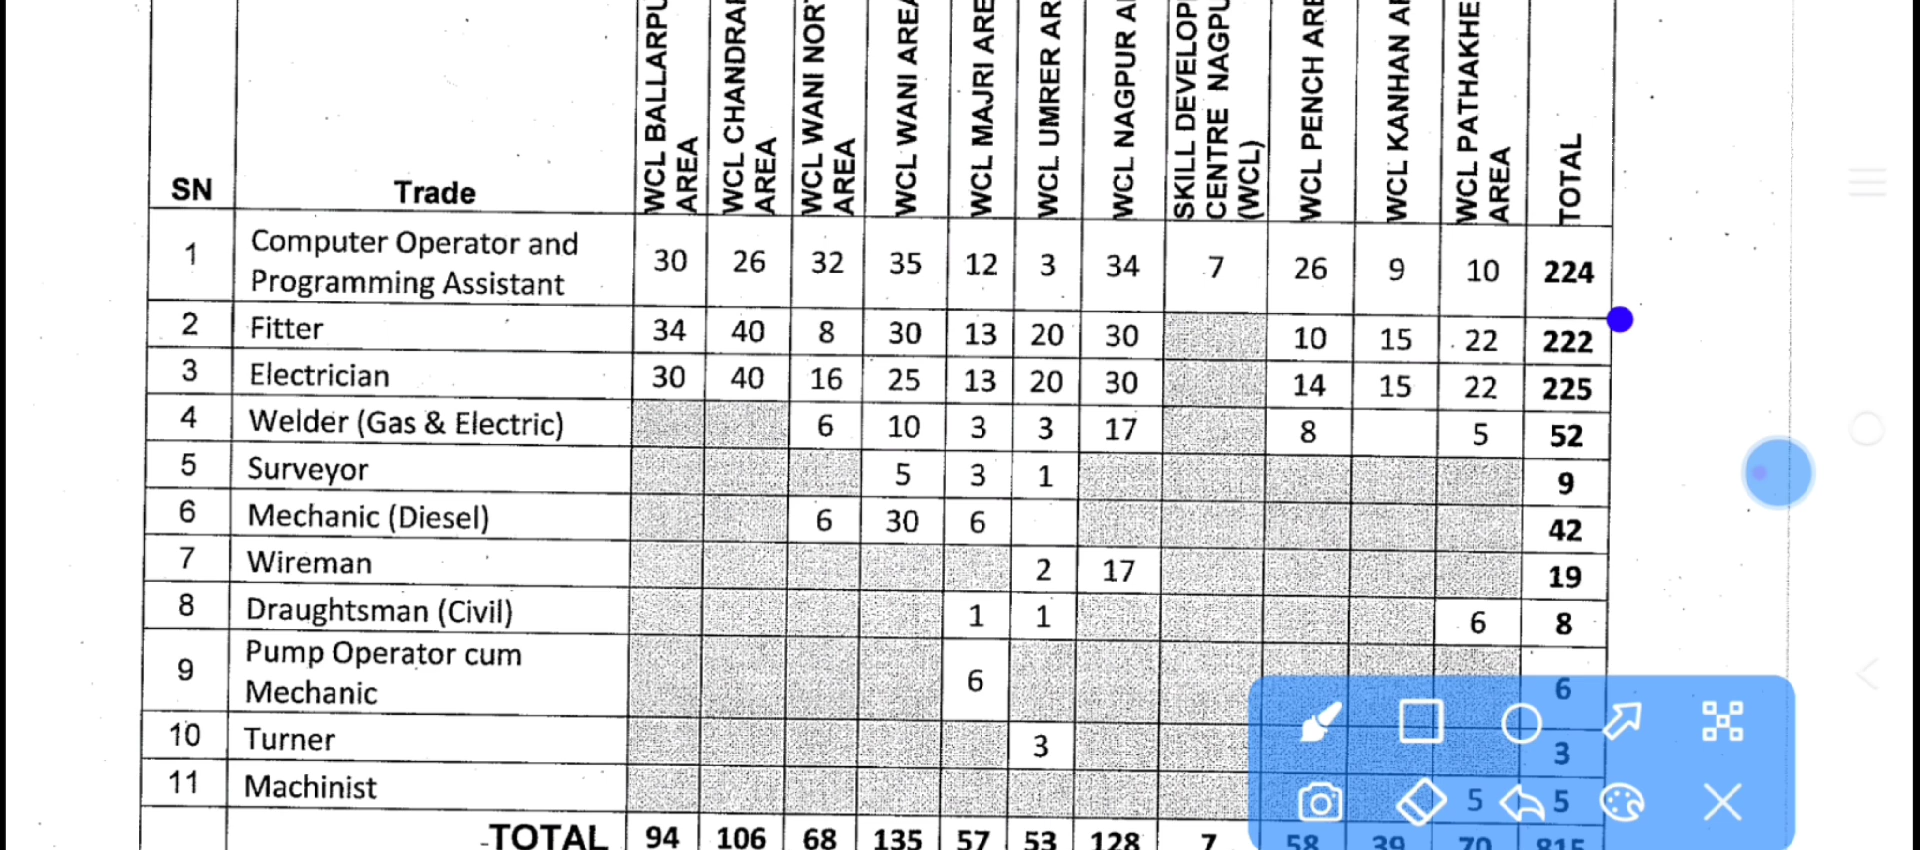 SN Trade
WCL BALLARPU
AREA
WCL CHANDRA
AREA
WCL WANI NOR
AREA
WCL WANI AREA
WCL MAJRI ARE
WCL UMRER AR
WCL NAGPUR A
SKILL DEVELOP
CENTRE NAGPU
(WCL)
WCL PENCH ARE
WCL KANHAN A
WCL PATHAKHE
AREA
TOTAL
1 Computer Operator and
Programming Assistant 30 26 32 35 12 3 34 7 26 9 10 224
2 Fitter 34 40 8 30 13 20 30 10 15 22 222
3 Electrician 30 40 16 25 13 20 30 14 15 22 225
4 Welder (Gas & Electric) 6 10 3 3 17 8 5 52
5 Surveyor 5 3 1 9
6 Mechanic (Diesel) 6 30 6 42
7 Wireman 2 17 19
8 Draughtsman (Civil) 1 1 6 8
9 Pump Operator cum
Mechanic 6 6
10 Turner 3 3
11 Machinist 5 5
TOTAL 94 106 68 135 57 53 128 7 58 39 70 815